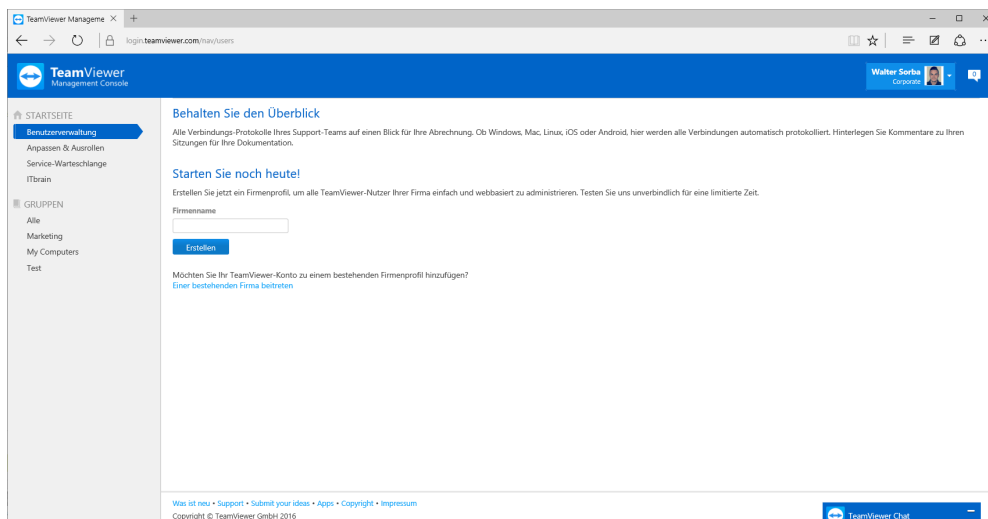 TeamViewer Manageme
login.teamviewer.com/nav/users
TeamViewer
Management Console
Walter Sorba
Corporate
0
STARTSEITE
Benutzerverwaltung
Anpassen & Ausrollen
Service-Warteschlange
ITbrain
GRUPPEN
Alle
Marketing
My Computers
Test
Behalten Sie den Überblick
Alle Verbindungs-Protokolle Ihres Support-Teams auf einen Blick für Ihre Abrechnung. Ob Windows, Mac, Linux, iOS oder Android, hier werden alle Verbindungen automatisch protokolliert. Hinterlegen Sie Kommentare zu Ihren
Sitzungen für Ihre Dokumentation.
Starten Sie noch heute!
Erstellen Sie jetzt ein Firmenprofil, um alle TeamViewer-Nutzer Ihrer Firma einfach und webbasiert zu administrieren. Testen Sie uns unverbindlich für eine limitierte Zeit.
Firmenname
Erstellen
Möchten Sie Ihr TeamViewer-Konto zu einem bestehenden Firmenprofil hinzufügen?
Einer bestehenden Firma beitreten
Was ist neu • Support • Submit your ideas • Apps • Copyright • Impressum
Copyright © TeamViewer GmbH 2016
TeamViewer Chat